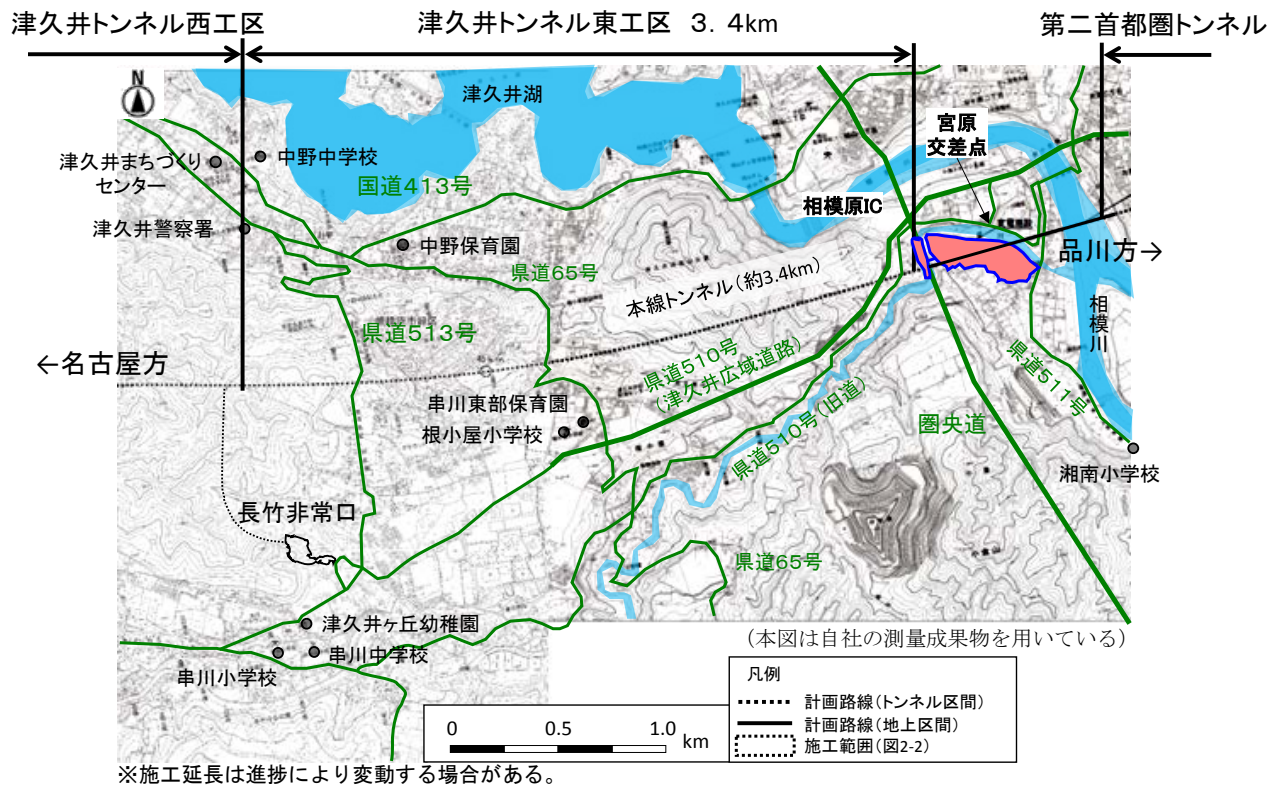 津久井トンネル西工区
津久井トンネル東工区 3.4km
第二首都圏トンネル
N
津久井湖
宮原
交差点
津久井まちづくり
センター
中野中学校
国道413号
相模原IC
津久井警察署
中野保育園
品川方→
県道65号
本線トンネル(約3.4km)
相模川
県道513号
←名古屋方
県道510号
(津久井広域道路)
県道511号
串川東部保育園
県道510号(旧道)
根小屋小学校
圏央道
湘南小学校
長竹非常口
県道65号
津久井ヶ丘幼稚園
(本図は自社の測量成果物を用いている)
串川中学校
串川小学校
凡例
計画路線(トンネル区間)
計画路線(地上区間)
施工範囲(図2-2)
0 0.5 1.0
km
※施工延長は進捗により変動する場合がある。